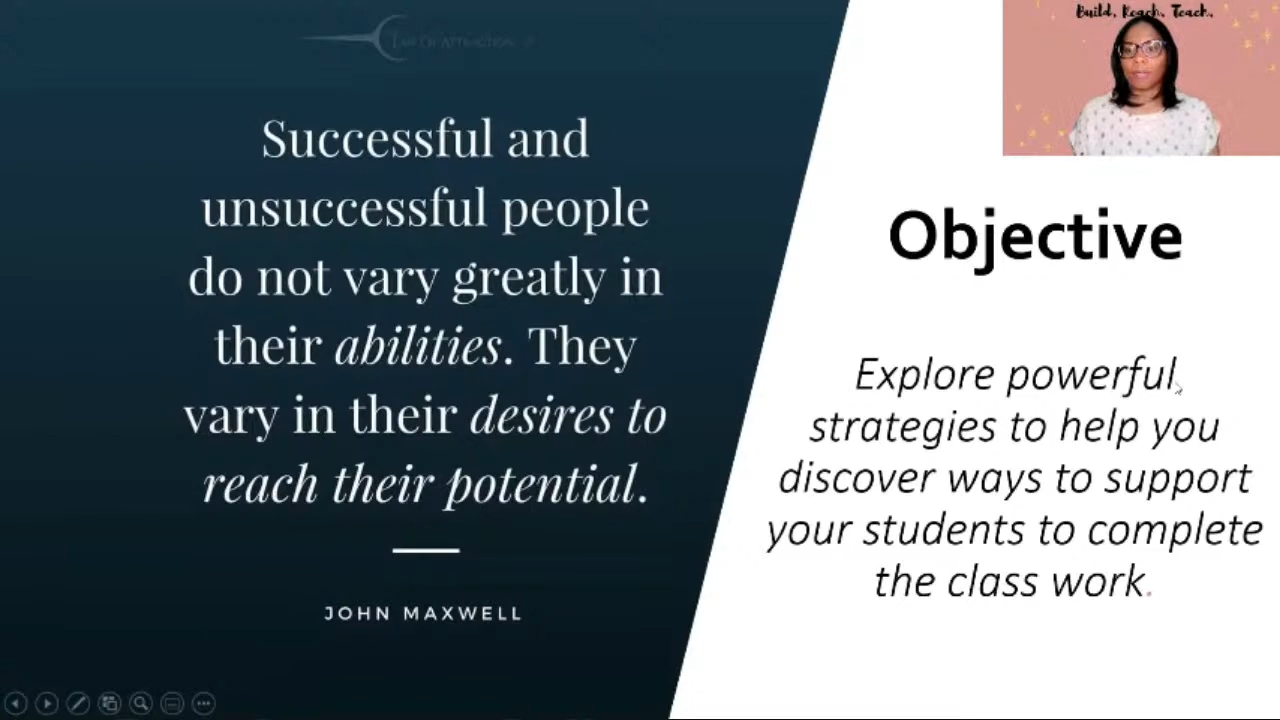 Build. Reach. Teach.
Successful and
unsuccessful people
do not vary greatly in
their abilities. They
vary in their desires to
reach their potential.
JOHN MAXWELL
Objective
Explore powerful
strategies to help you
discover ways to support
your students to complete
the class work.